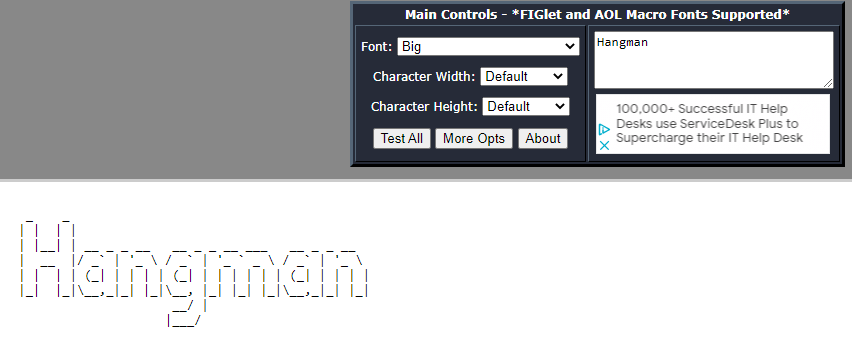 Main Controls - *FIGlet and AOL Macro Fonts Supported*
Font: Big
Character Width: Default
Character Height: Default
Test All More Opts About
Hangman
100,000+ Successful IT Help
Desks use ServiceDesk Plus to
Supercharge their IT Help Desk
Hangman